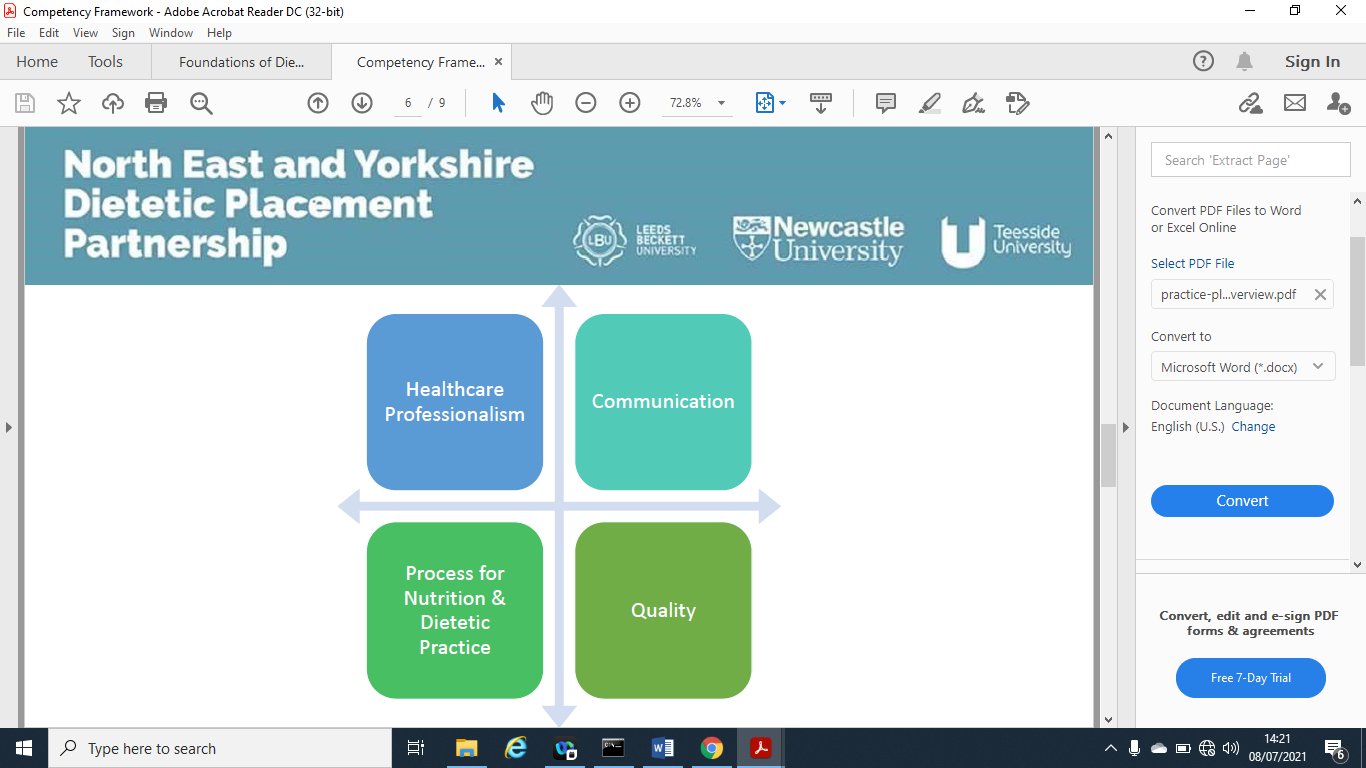 Competency Framework - Adobe Acrobat Reader DC (32-bit)
File Edit View Sign Window Help
Home Tools Foundations of Die... Competency Frame... ×
Sign In
6 / 9 72.8%
North East and Yorkshire
Dietetic Placement
Partnership
LBU
LEEDS
BECKETT
UNIVERSITY
Newcastle
University
Teesside
University
Healthcare
Professionalism
Communication
Process for
Nutrition &
Dietetic
Practice
Quality
Search 'Extract Page'
Convert PDF Files to Word
or Excel Online
Select PDF File
practice-pl...verview.pdf
Convert to
Microsoft Word (*.docx)
Document Language:
English (U.S.) Change
Convert
Convert, edit and e-sign PDF
forms & agreements
Free 7-Day Trial
Type here to search
14:21
08/07/2021
6